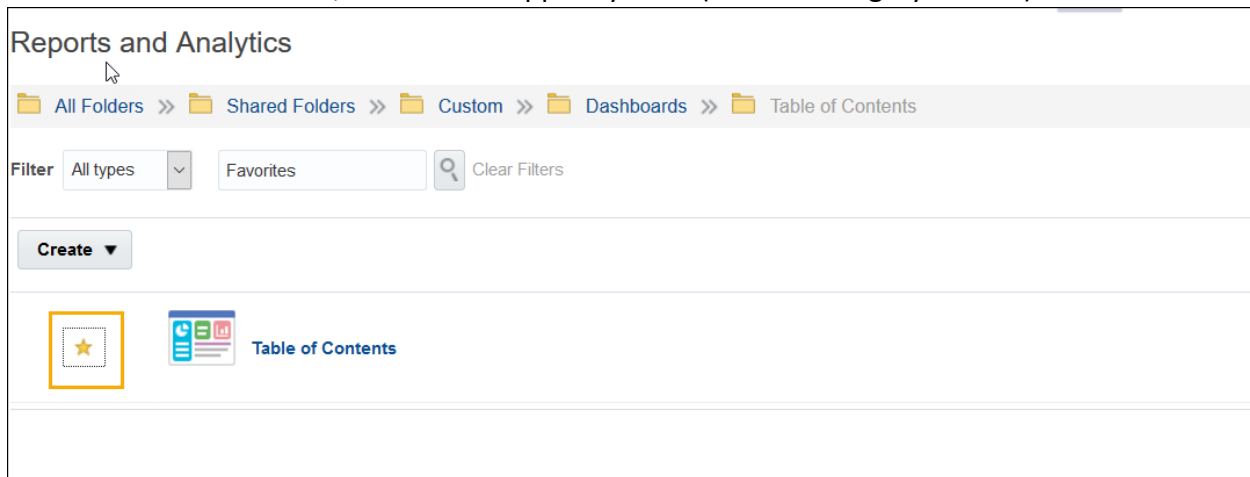 Reports and Analytics
All Folders >> Shared Folders >> Custom >> Dashboards >> Table of Contents
Filter All types Favorites Clear Filters
Create ▼
Table of Contents